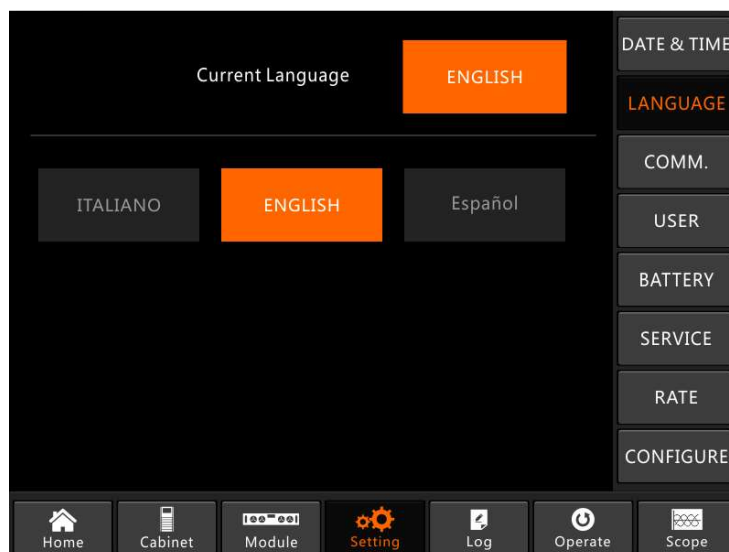 Current Language
ENGLISH
ITALIANO
ENGLISH
Español
DATE & TIME
LANGUAGE
COMM.
USER
BATTERY
SERVICE
RATE
CONFIGURE
Home
Cabinet
Module
Setting
Log
Operate
Scope